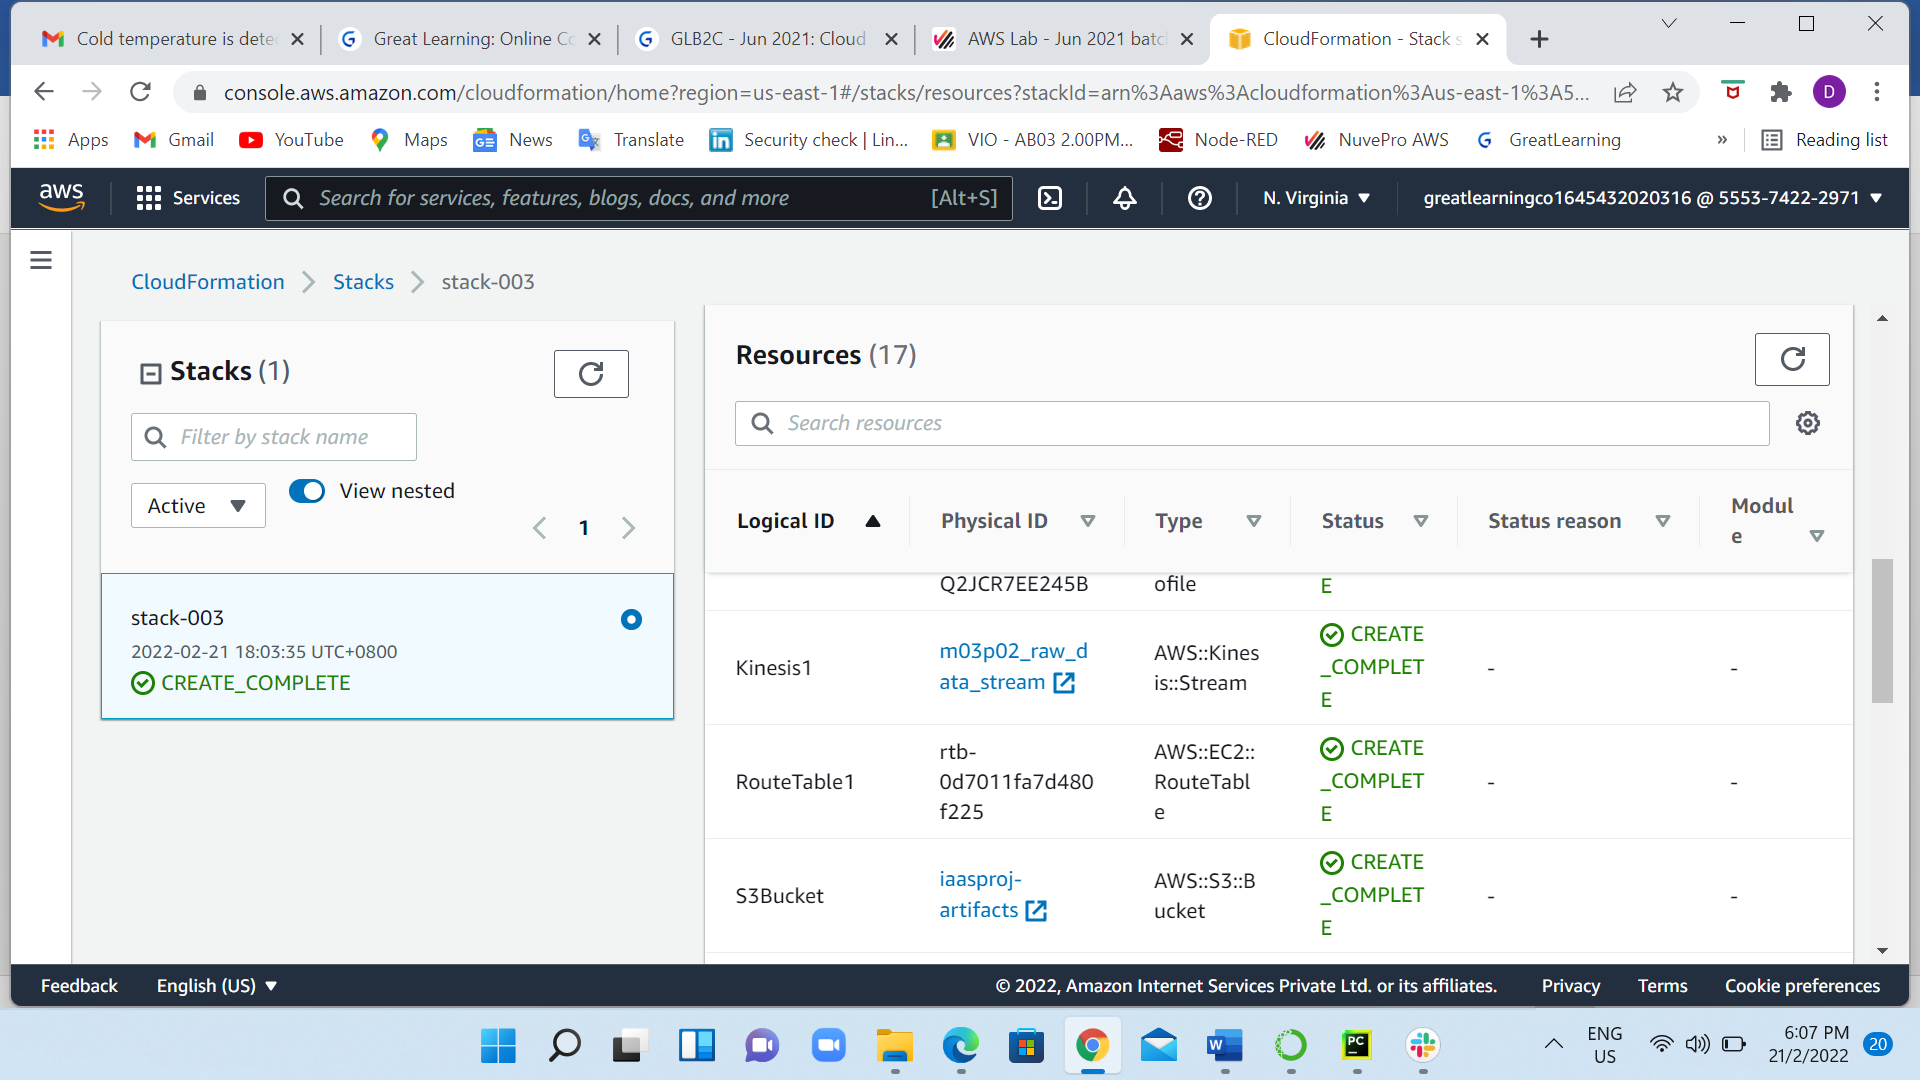 Cold temperature is dete
Great Learning: Online Co
GLB2C - Jun 2021: Cloud
AWS Lab - Jun 2021 batch
CloudFormation - Stack s
console.aws.amazon.com/cloudformation/home?region=us-east-1#/stacks/resources?stackId=arn%3Aaws%3Acloudformation%3Aus-east-1%3A5...
D
Apps
Gmail
YouTube
Maps
News
Translate
Security check | Lin...
VIO - AB03 2.00PM...
Node-RED
NuvePro AWS
GreatLearning
»
Reading list
aws
Services
Search for services, features, blogs, docs, and more
[Alt+S]
N. Virginia
greatlearningco1645432020316 @ 5553-7422-2971
CloudFormation
Stacks
stack-003
Stacks (1)
Filter by stack name
Active
View nested
1
stack-003
2022-02-21 18:03:35 UTC+0800
CREATE_COMPLETE
Resources (17)
Search resources
Logical ID
Physical ID
Type
Status
Status reason
Modul
e
Q2JCR7EE245B
ofile
E
Kinesis1
m03p02_raw_d
ata_stream
AWS::Kines
is::Stream
CREATE
_COMPLET
E
-
-
RouteTable1
rtb-
0d7011fa7d480
f225
AWS::EC2::
RouteTabl
e
CREATE
_COMPLET
E
-
-
S3Bucket
iaasproj-
artifacts
AWS::S3::B
ucket
CREATE
_COMPLET
E
-
-
Feedback
English (US)
© 2022, Amazon Internet Services Private Ltd. or its affiliates.
Privacy
Terms
Cookie preferences
W
PC
ENG
US
6:07 PM
21/2/2022
20